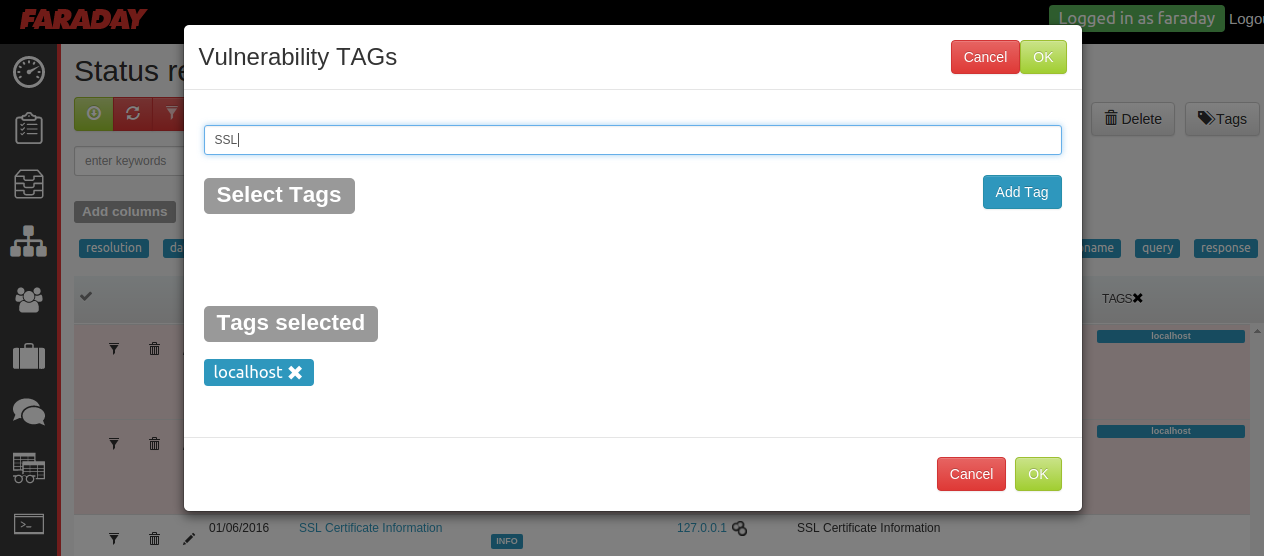 FARADAY
Logged in as faraday
Logou
Vulnerability TAGs
Cancel
OK
Status re
Delete
Tags
SSL
enter keywords
Select Tags
Add Tag
Add columns
resolution
da
name
query
response
TAGS
Tags selected
localhost
localhost
localhost
Cancel
OK
01/06/2016
SSL Certificate Information
127.0.0.1
SSL Certificate Information
INFO